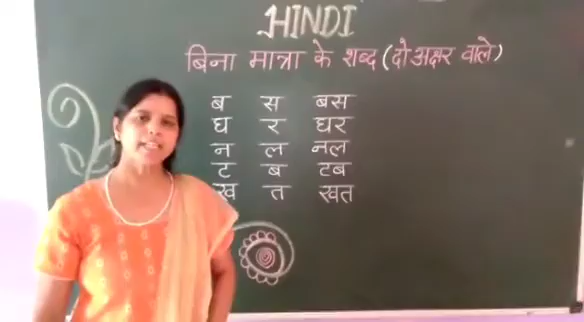 HINDI
बिना मात्रा के शब्द (दो अक्षर वाले)
ब स बस
घ र घर
न ल नल
ट ब टब
ख त खत